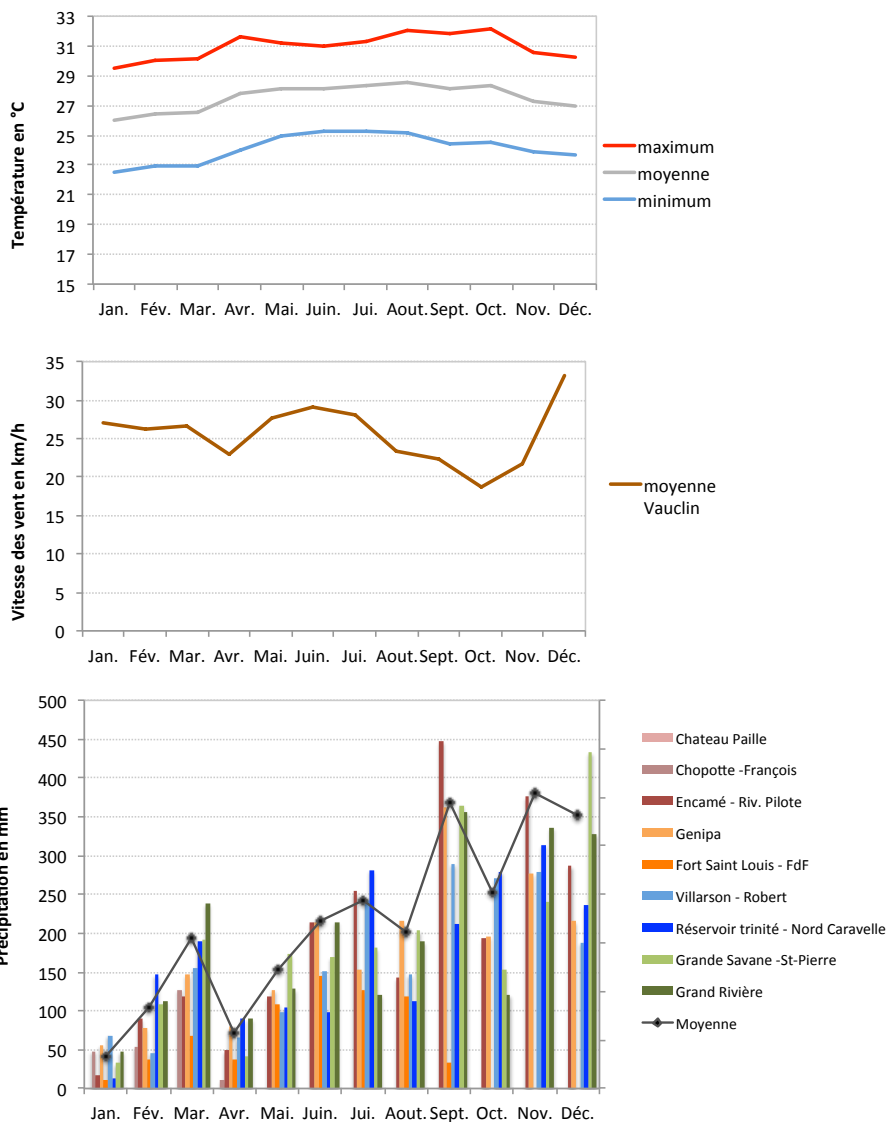 33
31
29
27
25
23
21
19
17
15
Température en °C
Jan. Fév. Mar. Avr. Mai. Juin. Jui. Aout. Sept. Oct. Nov. Déc.
maximum
moyenne
minimum
35
30
25
20
15
10
5
0
Vitesse des vent en km/h
Jan. Fév. Mar. Avr. Mai. Juin. Jui. Aout. Sept. Oct. Nov. Déc.
moyenne
Vauclin
500
450
400
350
300
250
200
150
100
50
0
Précipitation en mm
Jan. Fév. Mar. Avr. Mai. Juin. Jui. Aout. Sept. Oct. Nov. Déc.
Chateau Paille
Chopotte -François
Encamé - Riv. Pilote
Genipa
Fort Saint Louis - FdF
Villarson - Robert
Réservoir trinité - Nord Caravelle
Grande Savane -St-Pierre
Grand Rivière
Moyenne